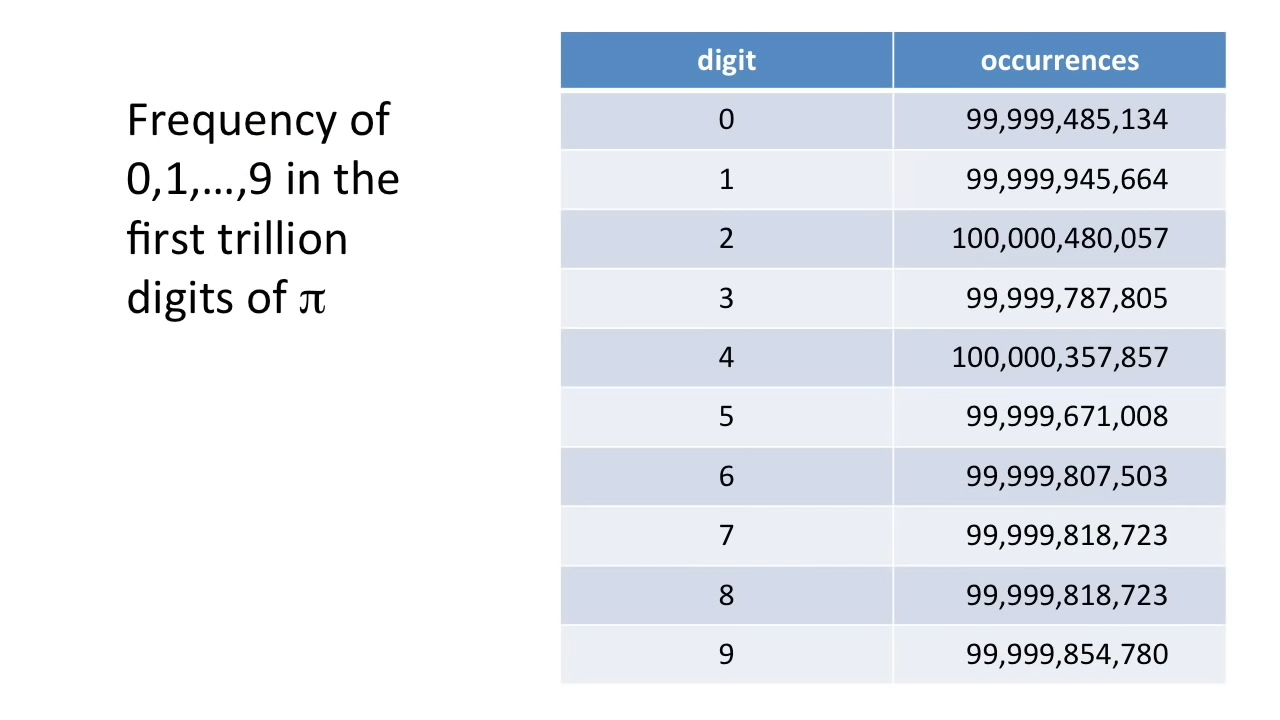 Frequency of
0,1,…,9 in the
first trillion
digits of π
digit occurrences
0 99,999,485,134
1 99,999,945,664
2 100,000,480,057
3 99,999,787,805
4 100,000,357,857
5 99,999,671,008
6 99,999,807,503
7 99,999,818,723
8 99,999,818,723
9 99,999,854,780